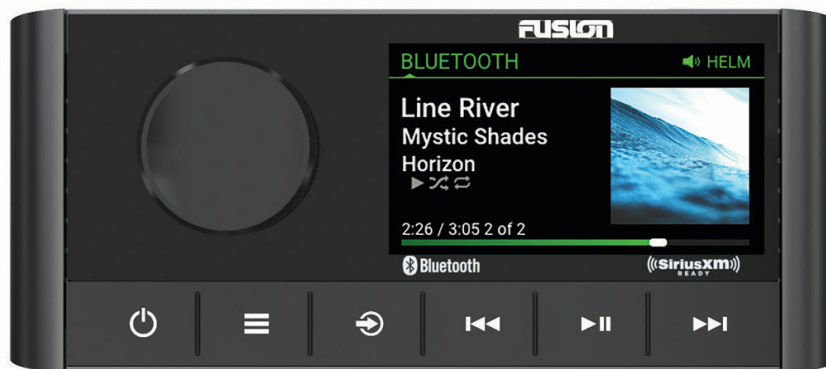 FUSION
BLUETOOTH
HELM
Line River
Mystic Shades
Horizon
2:26 / 3:05 2 of 2
Bluetooth
((SiriusXM))
READY